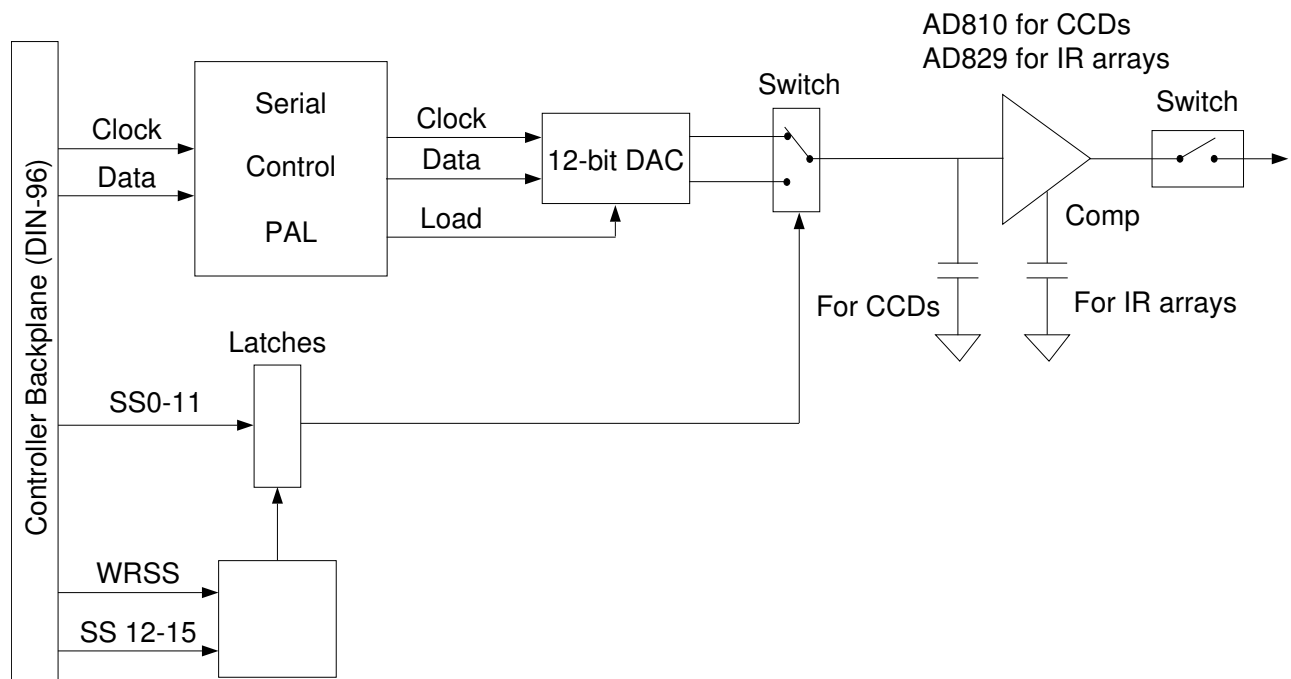 AD810 for CCDs
AD829 for IR arrays
Switch
Switch
Serial
Control
PAL
Clock
Data
Clock
Data
Load
12-bit DAC
Comp
For CCDs
For IR arrays
Controller Backplane (DIN-96)
Latches
SS0-11
WRSS
SS 12-15